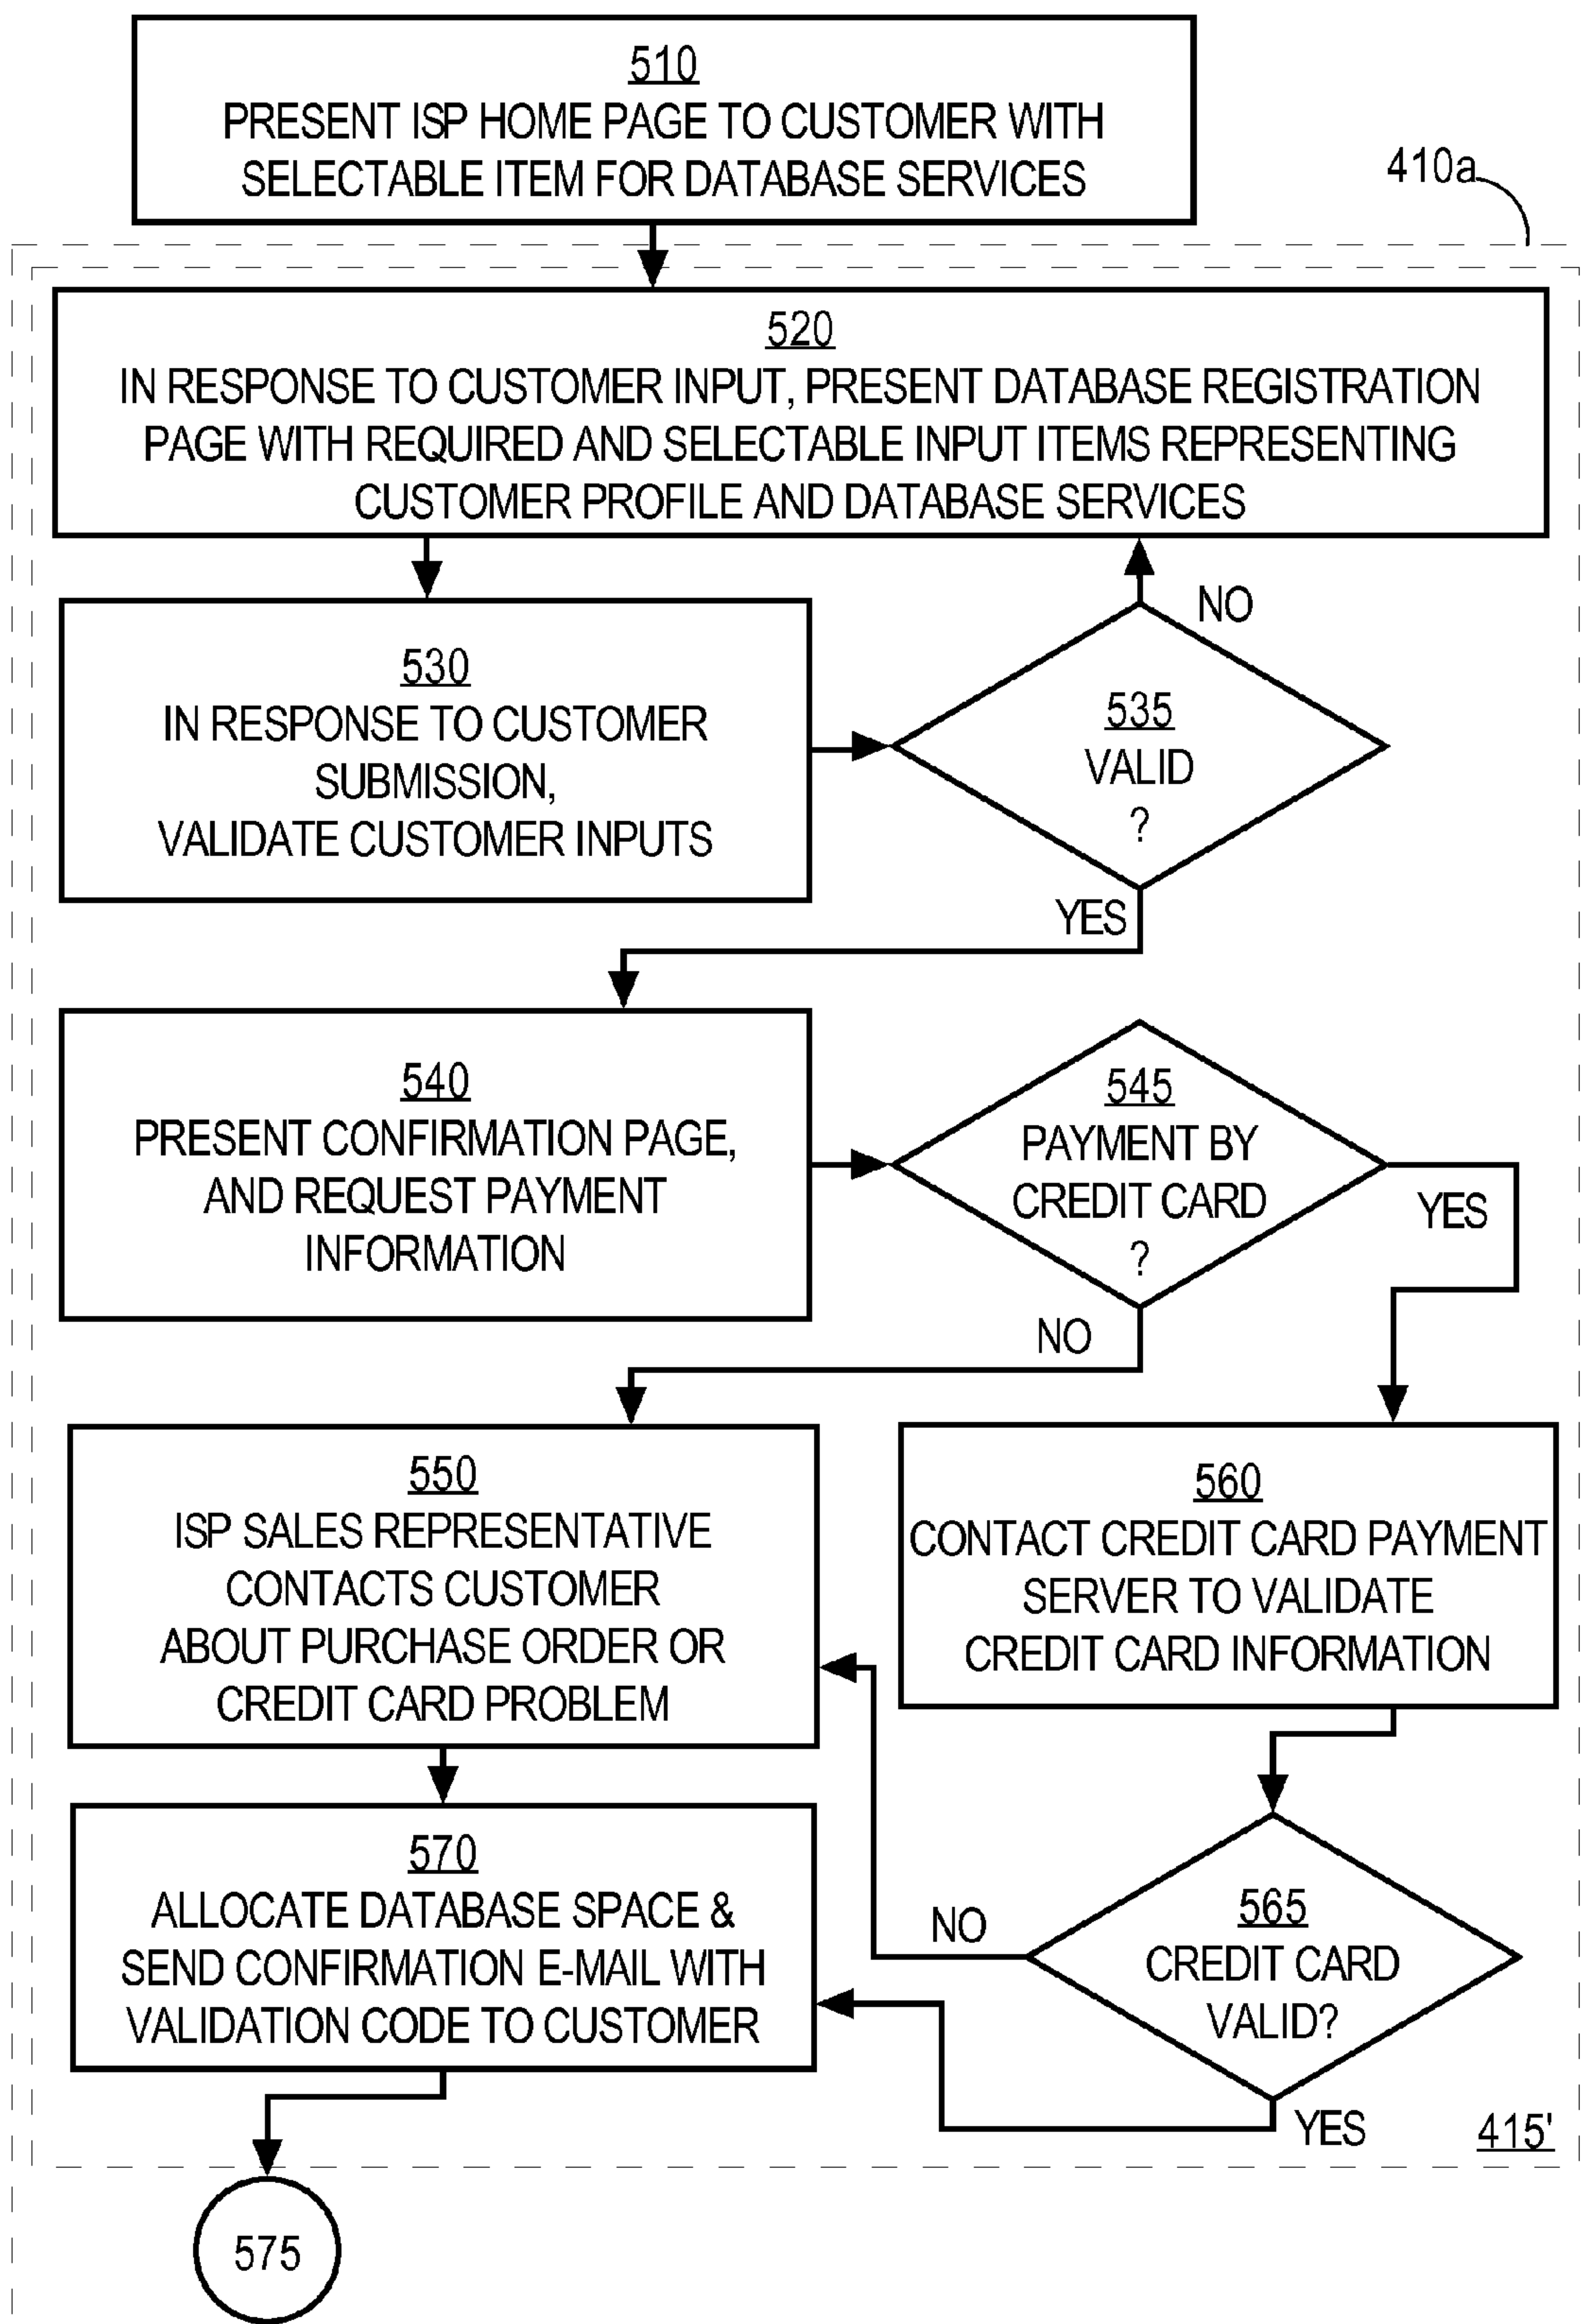 510
PRESENT ISP HOME PAGE TO CUSTOMER WITH
SELECTABLE ITEM FOR DATABASE SERVICES
410a
520
IN RESPONSE TO CUSTOMER INPUT, PRESENT DATABASE REGISTRATION
PAGE WITH REQUIRED AND SELECTABLE INPUT ITEMS REPRESENTING
CUSTOMER PROFILE AND DATABASE SERVICES
530
IN RESPONSE TO CUSTOMER
SUBMISSION,
VALIDATE CUSTOMER INPUTS
NO
535
VALID
?
YES
540
PRESENT CONFIRMATION PAGE,
AND REQUEST PAYMENT
INFORMATION
545
PAYMENT BY
CREDIT CARD
?
YES
NO
550
ISP SALES REPRESENTATIVE
CONTACTS CUSTOMER
ABOUT PURCHASE ORDER OR
CREDIT CARD PROBLEM
560
CONTACT CREDIT CARD PAYMENT
SERVER TO VALIDATE
CREDIT CARD INFORMATION
570
ALLOCATE DATABASE SPACE &
SEND CONFIRMATION E-MAIL WITH
VALIDATION CODE TO CUSTOMER
NO
565
CREDIT CARD
VALID?
YES
415'
575